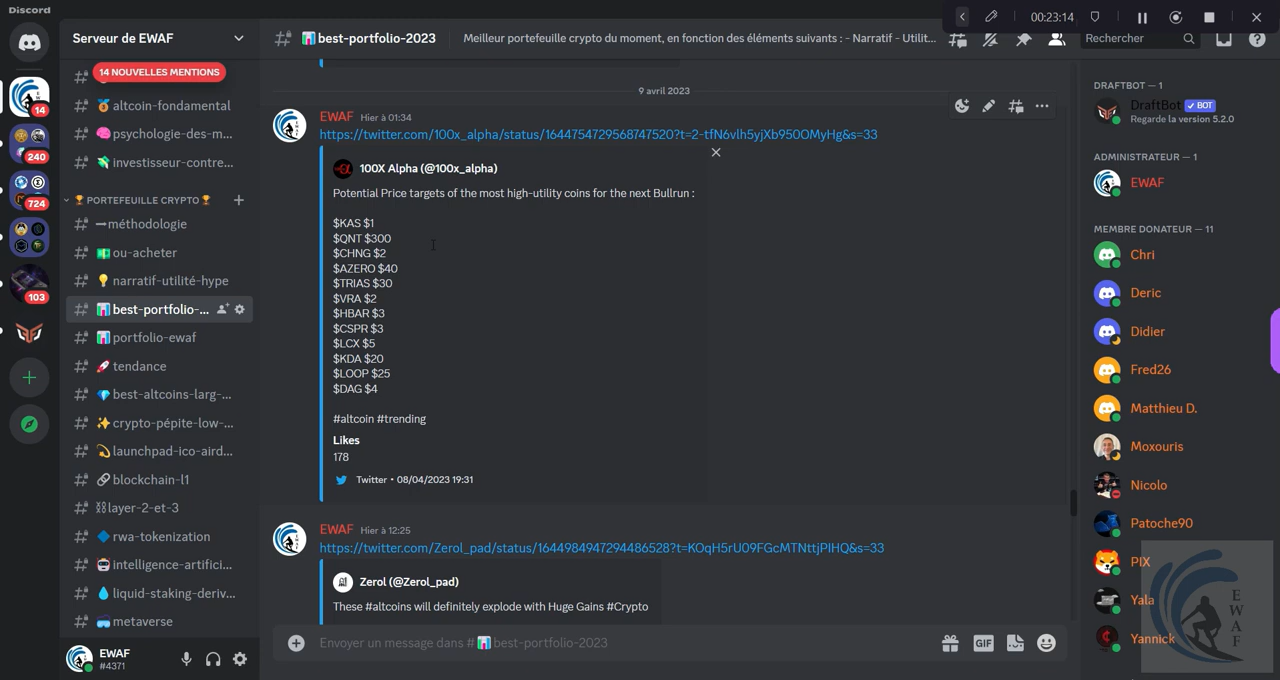 Discord
00:23:14
Serveur de EWAF
📊best-portfolio-2023
Meilleur portefeuille crypto du moment, en fonction des éléments suivants : - Narratif - Utilit...
Rechercher
14
240
724
103
14 NOUVELLES MENTIONS
🥇altcoin-fondamental
🧠psychologie-des-m...
💸investisseur-contre...
🏆PORTEFEUILLE CRYPTO🏆
➖méthodologie
💵ou-acheter
💡narratif-utilité-hype
📊best-portfolio-...
📊portfolio-ewaf
🚀tendance
💎best-altcoins-larg-...
✨crypto-pépite-low-...
💫launchpad-ico-aird...
🔗blockchain-l1
⛓layer-2-et-3
🔷rwa-tokenization
🤖intelligence-artifici...
💧liquid-staking-deriv...
🥽metaverse
EWAF
#4371
9 avril 2023
EWAF Hier à 01:34
https://twitter.com/100x_alpha/status/1644754729568747520?t=2-tfN6vlh5yjXb950OMyHg&s=33
100X Alpha (@100x_alpha)
Potential Price targets of the most high-utility coins for the next Bullrun :
$KAS $1
$QNT $300
$CHNG $2
$AZERO $40
$TRIAS $30
$VRA $2
$HBAR $3
$CSPR $3
$LCX $5
$KDA $20
$LOOP $25
$DAG $4
#altcoin #trending
Likes
178
Twitter • 08/04/2023 19:31
EWAF Hier à 12:25
https://twitter.com/Zerol_pad/status/1644984947294486528?t=KOqH5rU09FGcMTNttjPIHQ&s=33
Zerol (@Zerol_pad)
These #altcoins will definitely explode with Huge Gains #Crypto
Envoyer un message dans # 📊best-portfolio-2023
GIF
DRAFTBOT — 1
DraftBot ✓ BOT
Regarde la version 5.2.0
ADMINISTRATEUR — 1
EWAF
MEMBRE DONATEUR — 11
Chri
Deric
Didier
Fred26
Matthieu D.
Moxouris
Nicolo
Patoche90
PIX
Yala
Yannick
EWAF